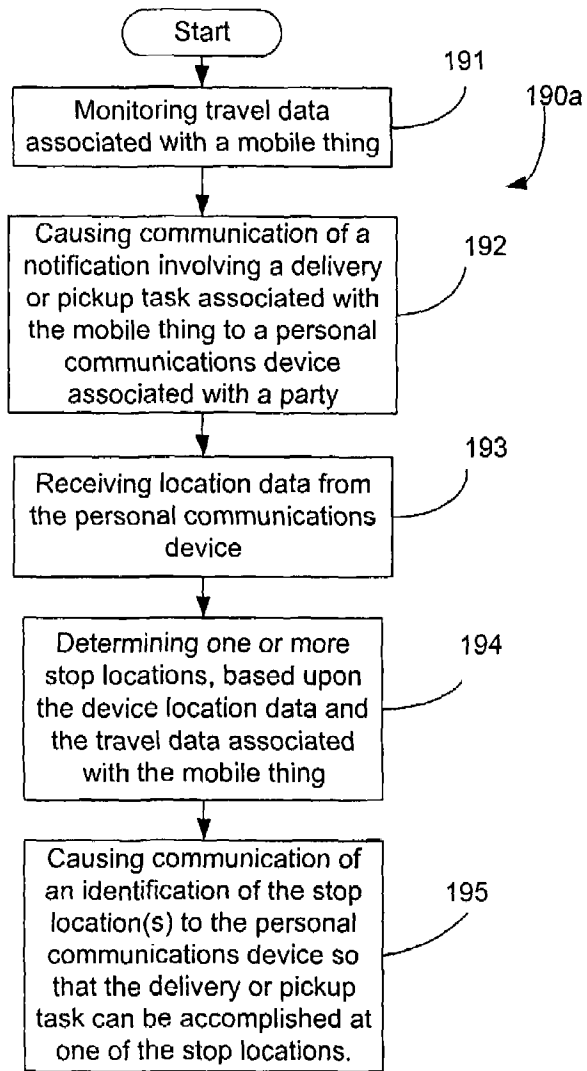 Start
191
190a
Monitoring travel data
associated with a mobile thing
192
Causing communication of a
notification involving a delivery
or pickup task associated with
the mobile thing to a personal
communications device
associated with a party
193
Receiving location data from
the personal communications
device
194
Determining one or more
stop locations, based upon
the device location data and
the travel data associated
with the mobile thing
195
Causing communication of
an identification of the stop
location(s) to the personal
communications device so
that the delivery or pickup
task can be accomplished at
one of the stop locations.